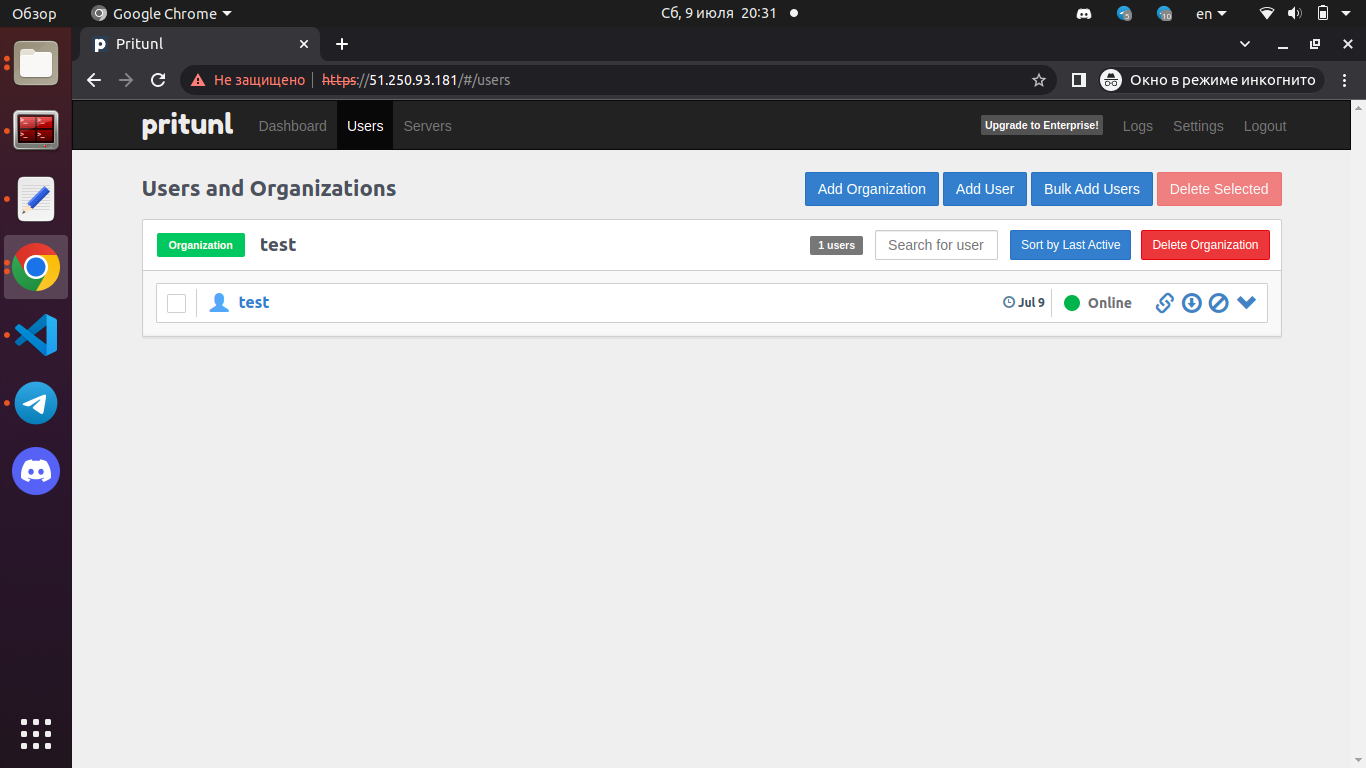 Обзор Google Chrome Сб, 9 июля 20:31 5 10 en
Pritunl
Не защищено https://51.250.93.181/#/users Окно в режиме инкогнито
pritunl Dashboard Users Servers Upgrade to Enterprise! Logs Settings Logout
Users and Organizations Add Organization Add User Bulk Add Users Delete Selected
Organization test 1 users Search for user Sort by Last Active Delete Organization
test Jul 9 Online